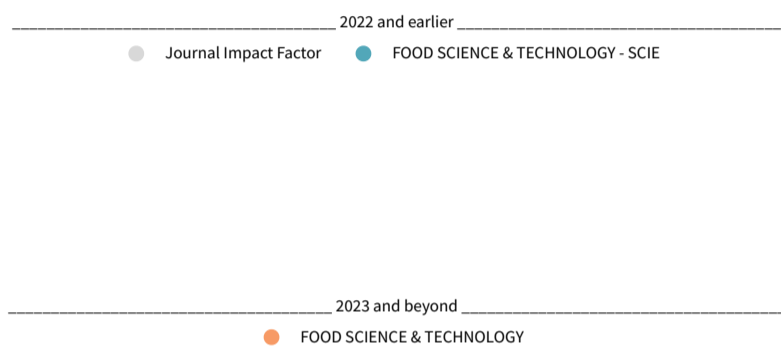 2022 and earlier
Journal Impact Factor FOOD SCIENCE & TECHNOLOGY - SCIE
2023 and beyond
FOOD SCIENCE & TECHNOLOGY